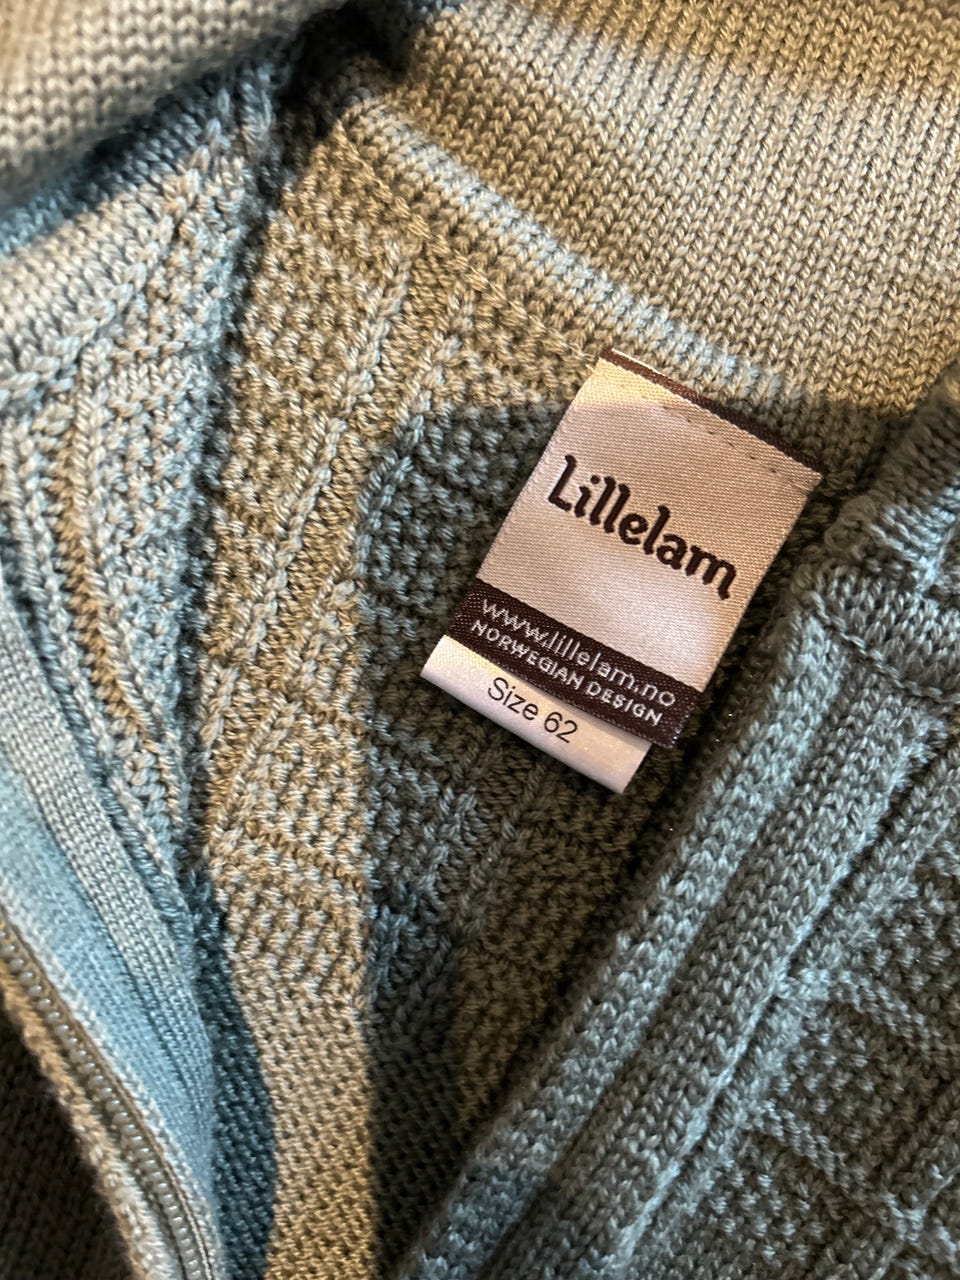 Lillelam
www.lillelam.no
NORWEGIAN DESIGN
Size 62